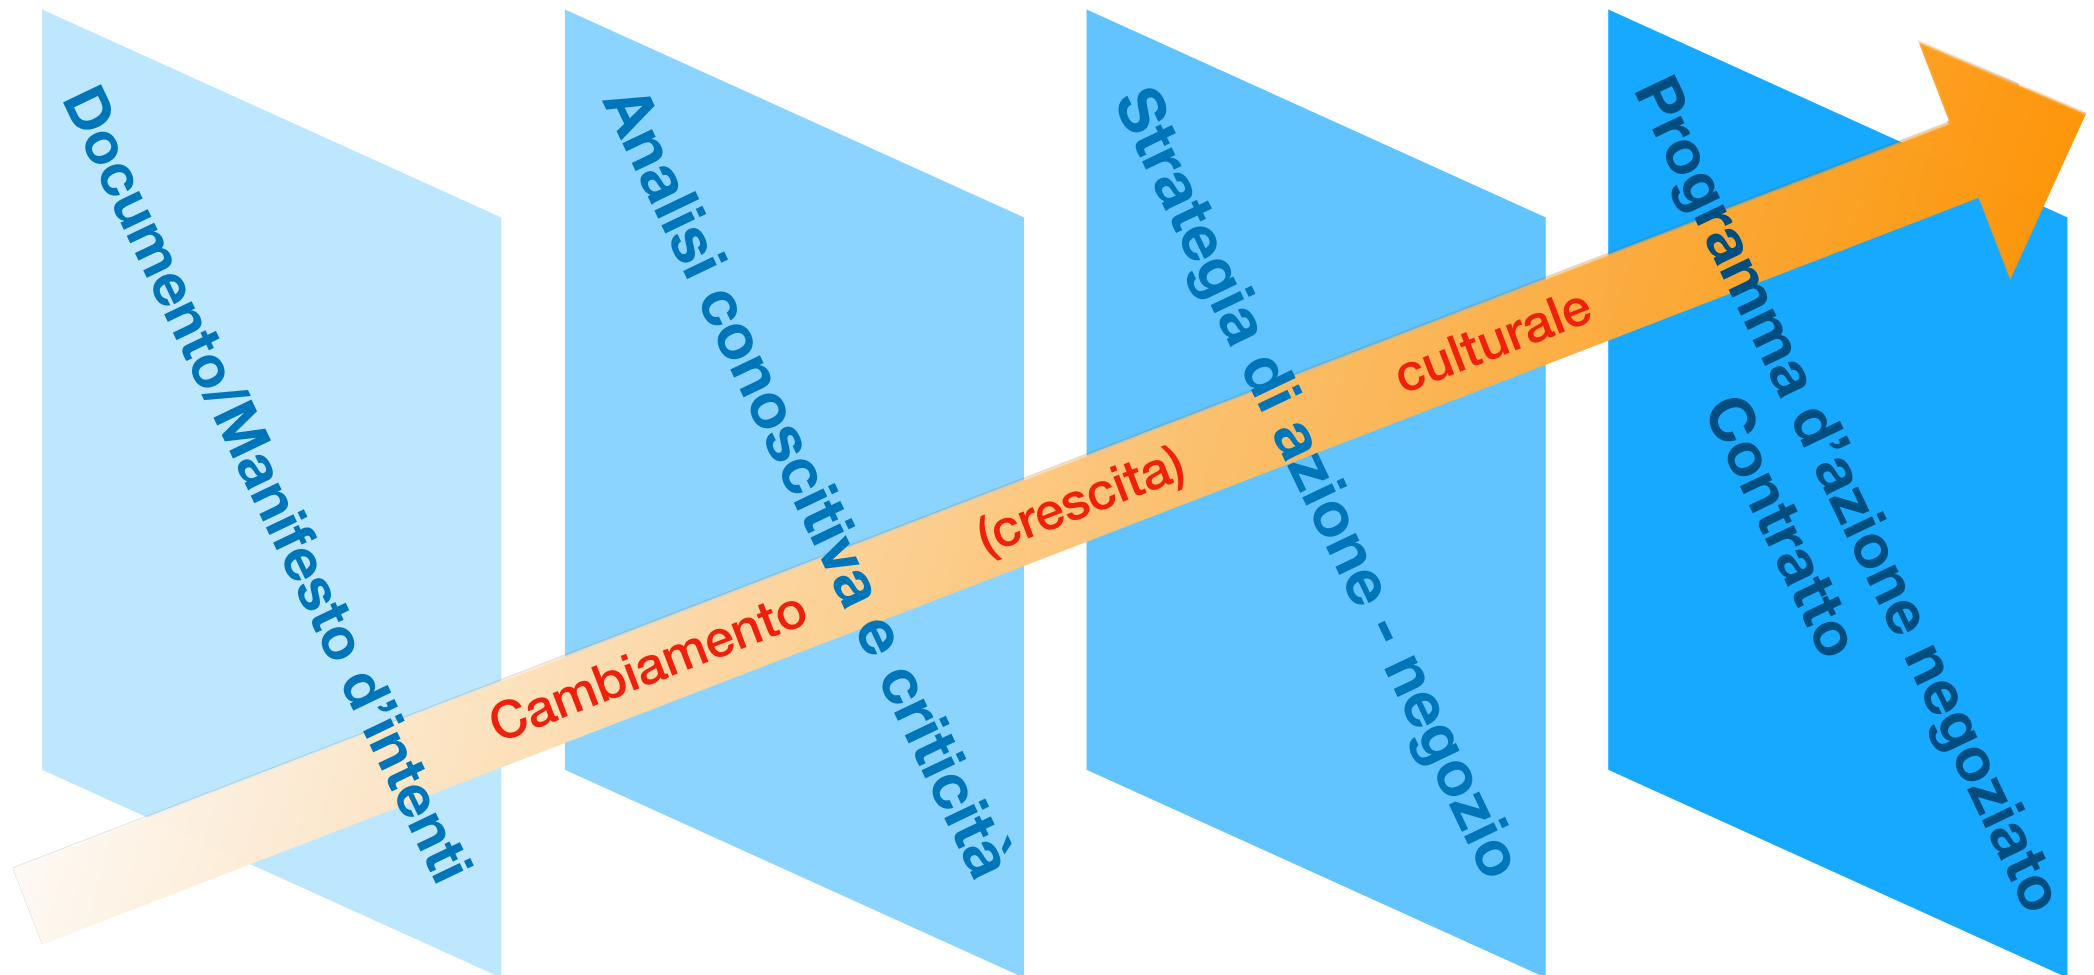 Documento/Manifesto d'intenti
Analisi conoscitiva e criticità
Strategia di azione - negozio
Programma d'azione negoziato
Contratto
Cambiamento (crescita) culturale